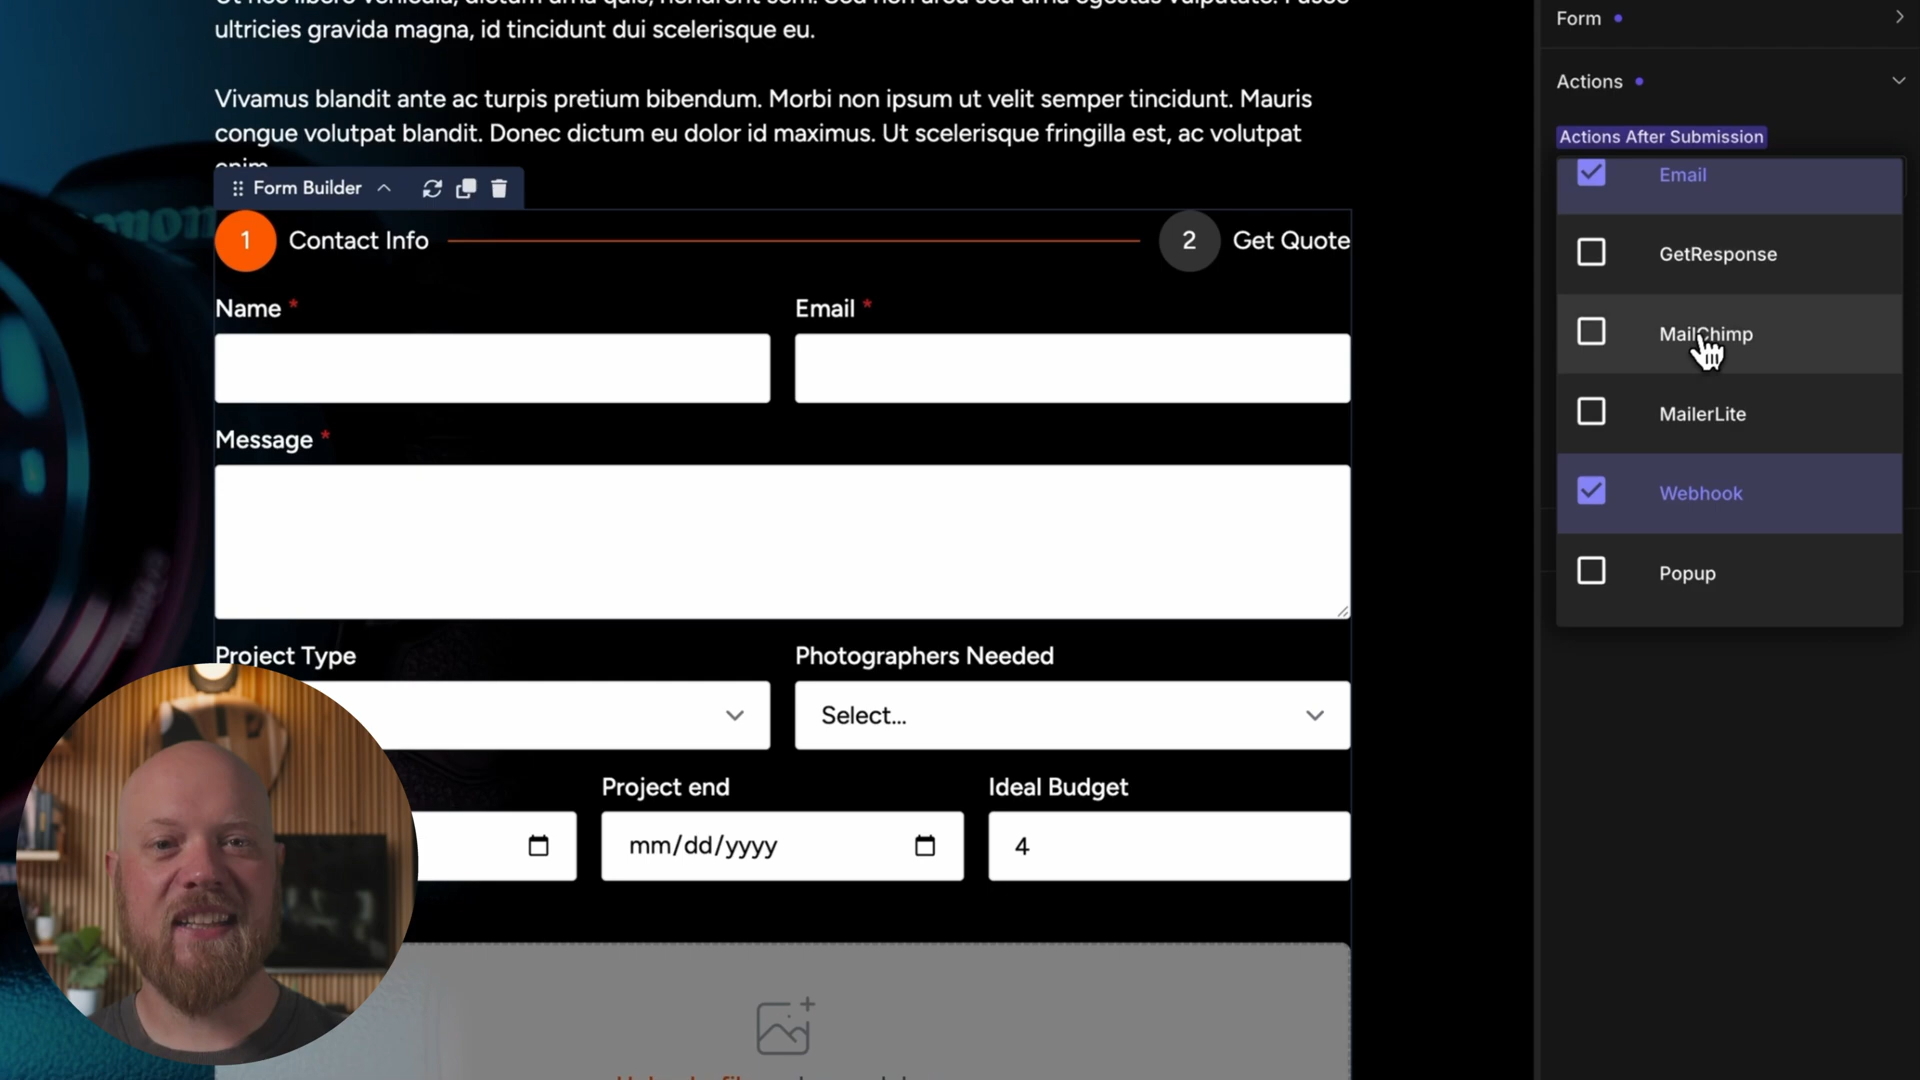 ultricies gravida magna, id tincidunt dui scelerisque eu.
Vivamus blandit ante ac turpis pretium bibendum. Morbi non ipsum ut velit semper tincidunt. Mauris
congue volutpat blandit. Donec dictum eu dolor id maximus. Ut scelerisque fringilla est, ac volutpat
enim.
Form Builder
1 Contact Info
2 Get Quote
Name *
Email *
Message *
Project Type
Photographers Needed
Select...
Project end
Ideal Budget
mm/dd/yyyy
4
Form
Actions
Actions After Submission
Email
GetResponse
MailChimp
MailerLite
Webhook
Popup